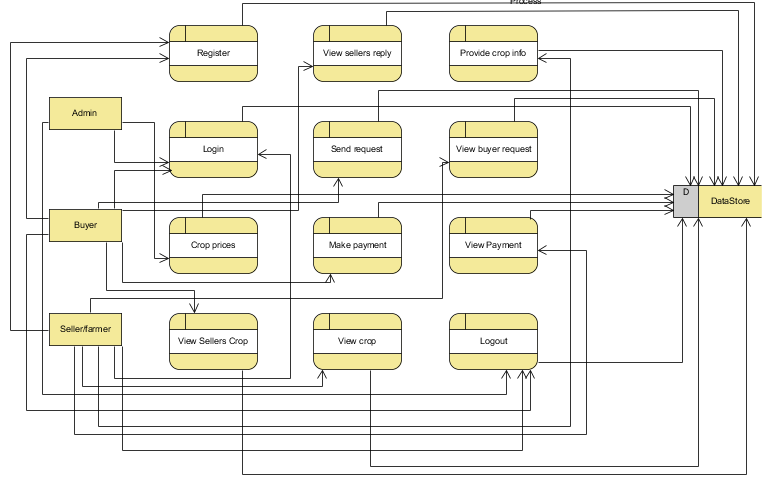 Process
Register
View sellers reply
Provide crop info
Admin
Login
Send request
View buyer request
D
DataStore
Buyer
Crop prices
Make payment
View Payment
Seller/farmer
View Sellers Crop
View crop
Logout